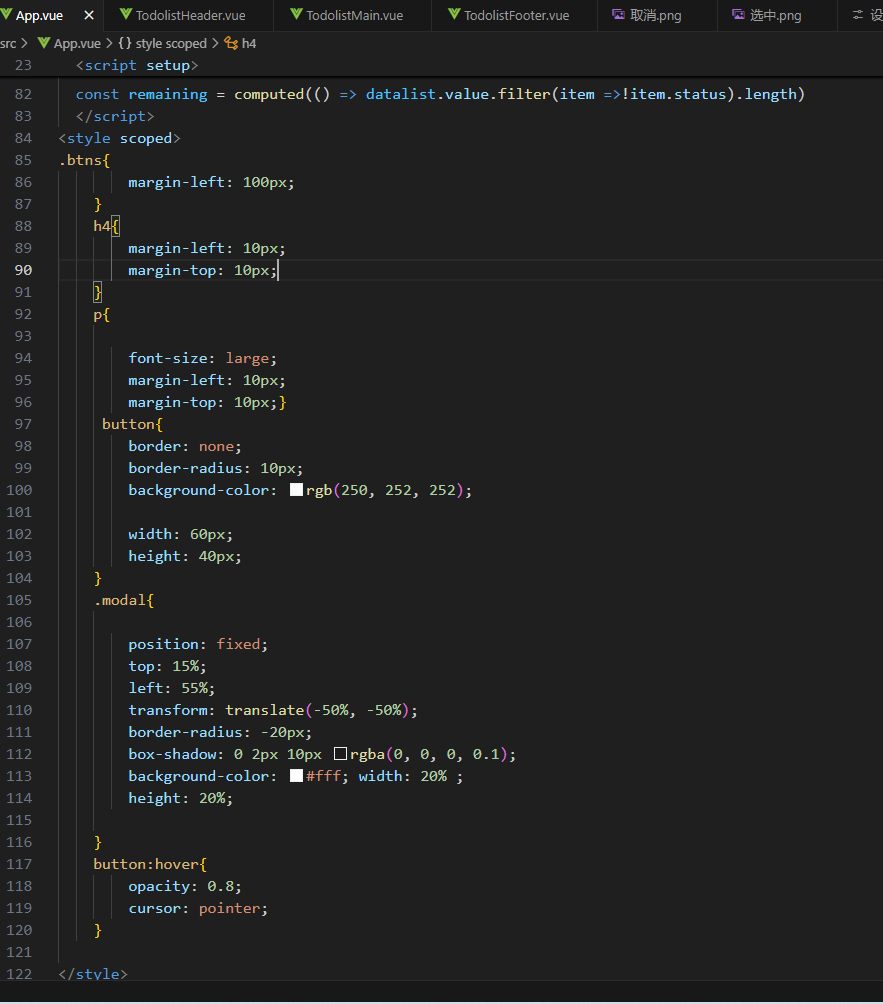 App.vue TodolistHeader.vue TodolistMain.vue TodolistFooter.vue 取消.png 选中.png 设
src > App.vue > {} style scoped > h4
23 <script setup>
82 const remaining = computed(() => datalist.value.filter(item =>!item.status).length)
83 </script>
84 <style scoped>
85 .btns{
86 margin-left: 100px;
87 }
88 h4{
89 margin-left: 10px;
90 margin-top: 10px;
91 }
92 p{
93
94 font-size: large;
95 margin-left: 10px;
96 margin-top: 10px;}
97 button{
98 border: none;
99 border-radius: 10px;
100 background-color: rgb(250, 252, 252);
101
102 width: 60px;
103 height: 40px;
104 }
105 .modal{
106
107 position: fixed;
108 top: 15%;
109 left: 55%;
110 transform: translate(-50%, -50%);
111 border-radius: -20px;
112 box-shadow: 0 2px 10px rgba(0, 0, 0, 0.1);
113 background-color: #fff; width: 20% ;
114 height: 20%;
115
116 }
117 button:hover{
118 opacity: 0.8;
119 cursor: pointer;
120 }
121
122 </style>